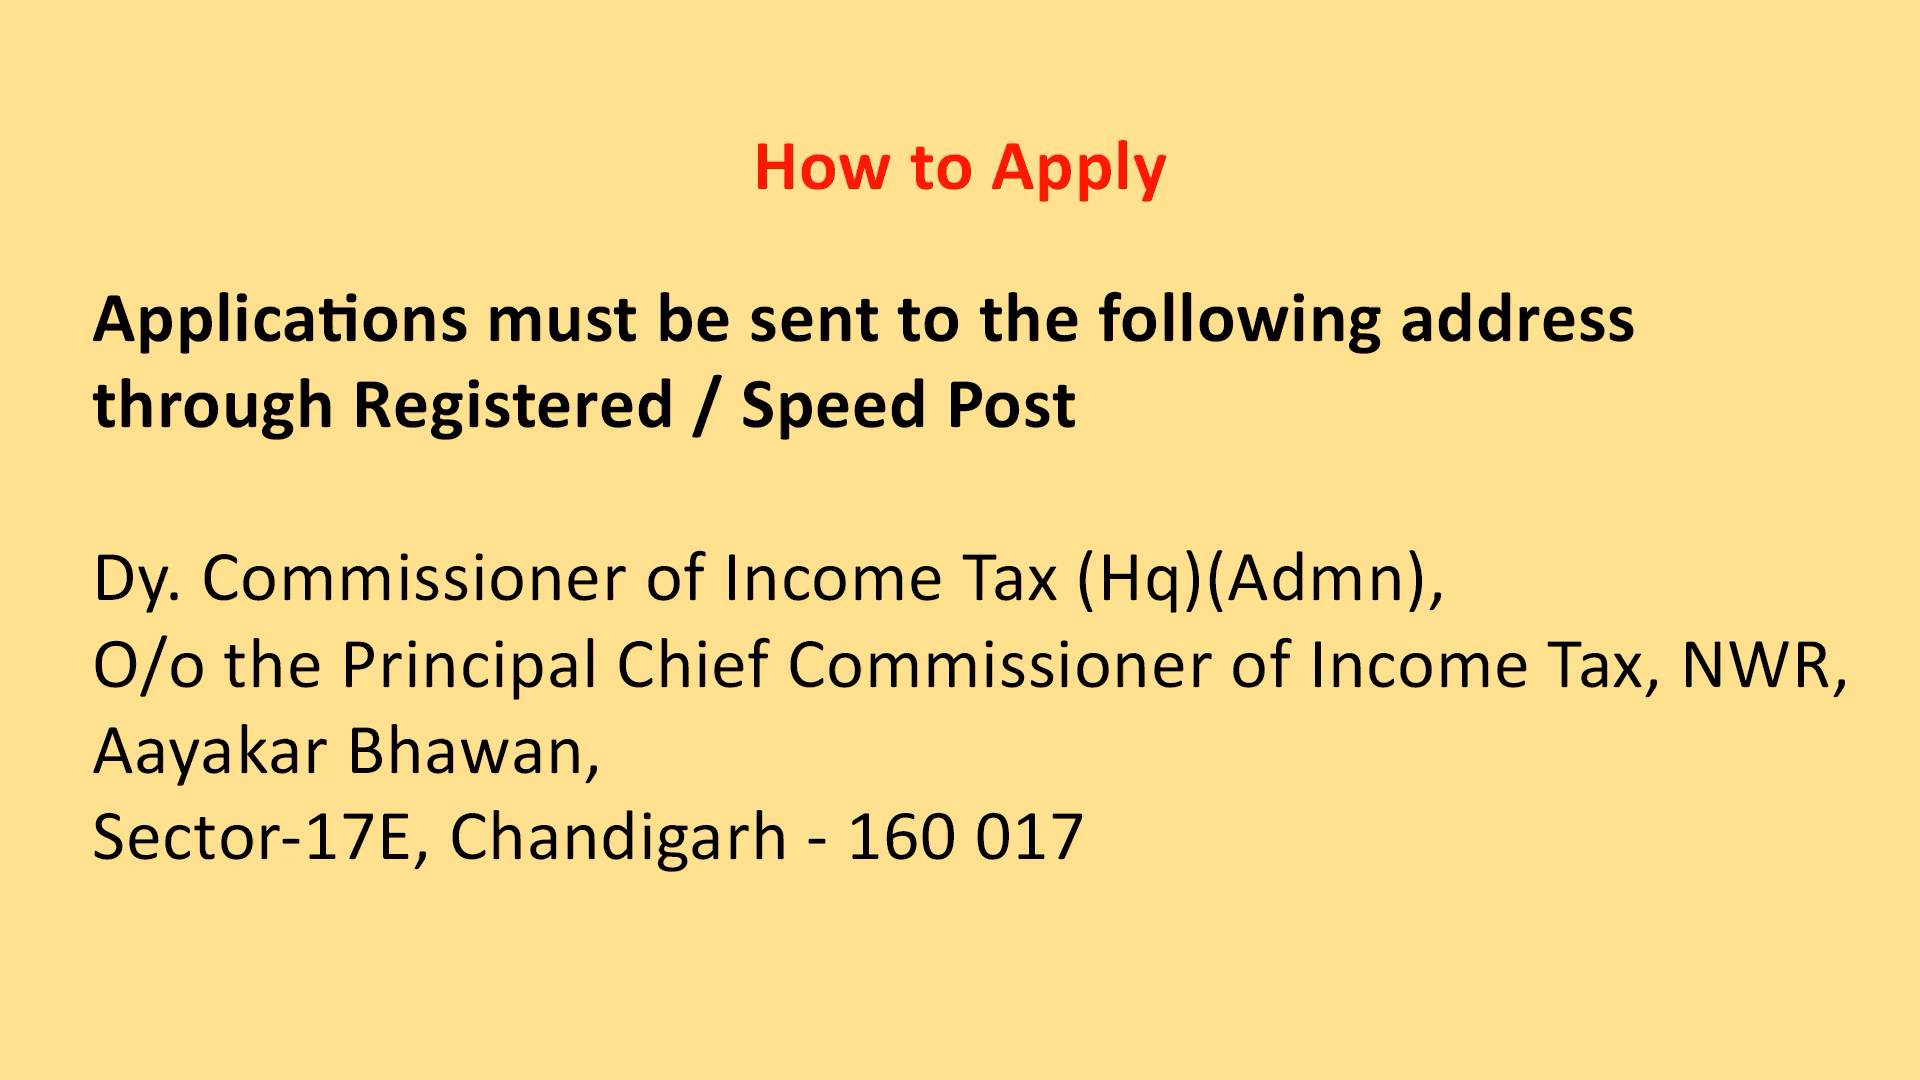 How to Apply
Applications must be sent to the following address
through Registered / Speed Post
Dy. Commissioner of Income Tax (Hq)(Admn),
O/o the Principal Chief Commissioner of Income Tax, NWR,
Aayakar Bhawan,
Sector-17E, Chandigarh - 160 017